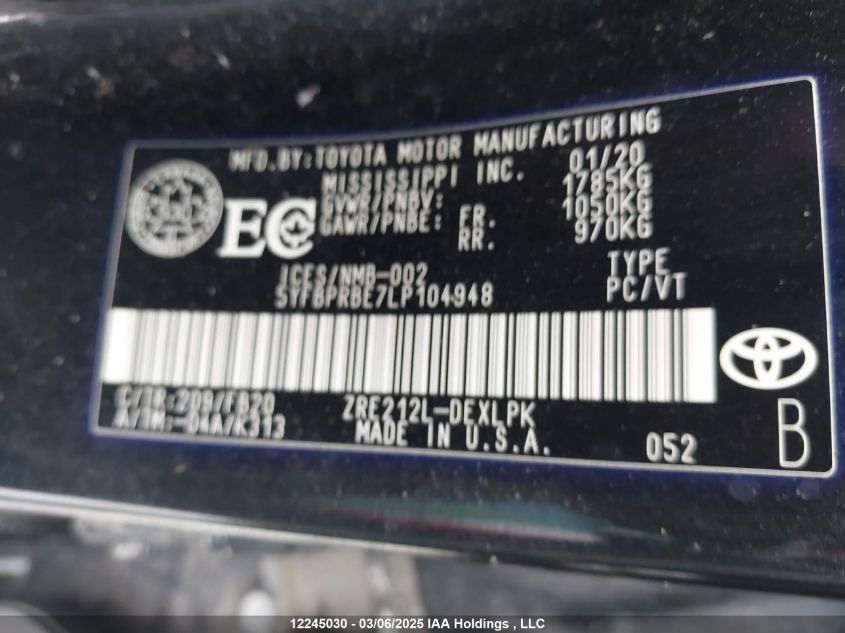 MFD.BY:TOYOTA MOTOR MANUFACTURING
MISSISSIPPI INC. 01/20
GVWR/PNBV: 1785KG
GAWR/PNBE: FR. 1050KG
RR. 970KG
EC
ICES/NMB-002
5YFBPRBE7LP104948
TYPE
PC/VT
C/TR:209/FB20
A/TM:-04A/K313
ZRE212L-DEXLPK
MADE IN U.S.A.
052
B
12245030 - 03/06/2025 IAA Holdings , LLC